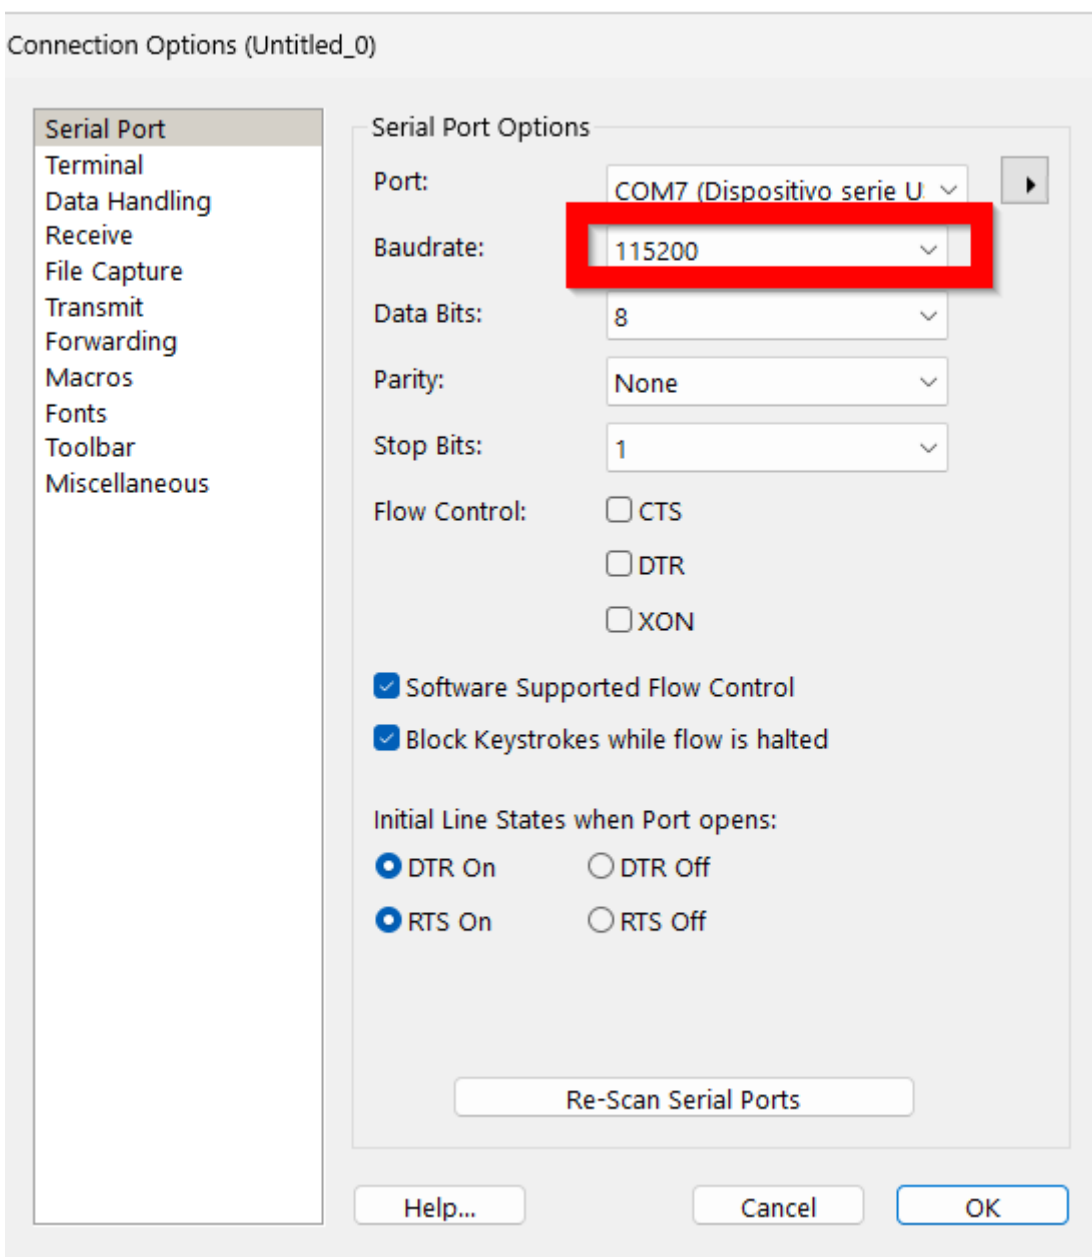 Connection Options (Untitled_0)
Serial Port
Terminal
Data Handling
Receive
File Capture
Transmit
Forwarding
Macros
Fonts
Toolbar
Miscellaneous
Serial Port Options
Port: COM7 (Dispositivo serie U
Baudrate: 115200
Data Bits: 8
Parity: None
Stop Bits: 1
Flow Control: CTS
DTR
XON
Software Supported Flow Control
Block Keystrokes while flow is halted
Initial Line States when Port opens:
DTR On DTR Off
RTS On RTS Off
Re-Scan Serial Ports
Help... Cancel OK